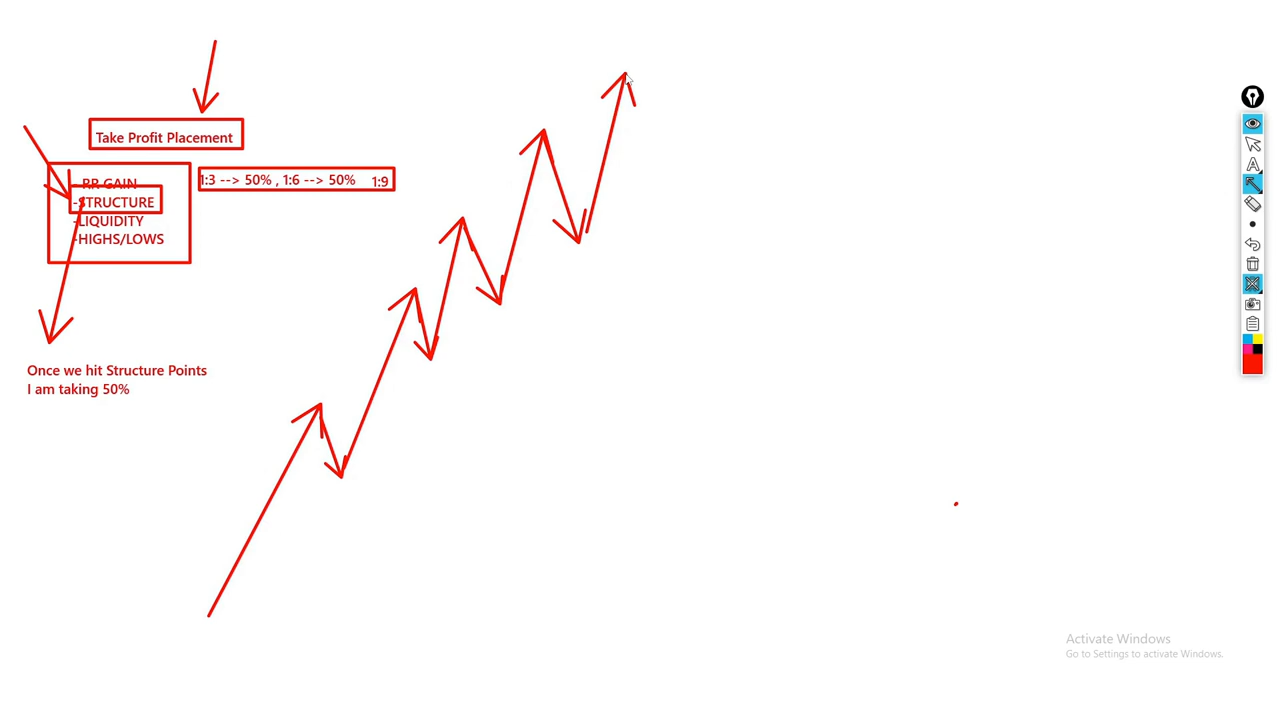 Take Profit Placement
- RR GAIN
-STRUCTURE
-LIQUIDITY
-HIGHS/LOWS
1:3 --> 50% , 1:6 --> 50% 1:9
Once we hit Structure Points
I am taking 50%
A
Activate Windows
Go to Settings to activate Windows.